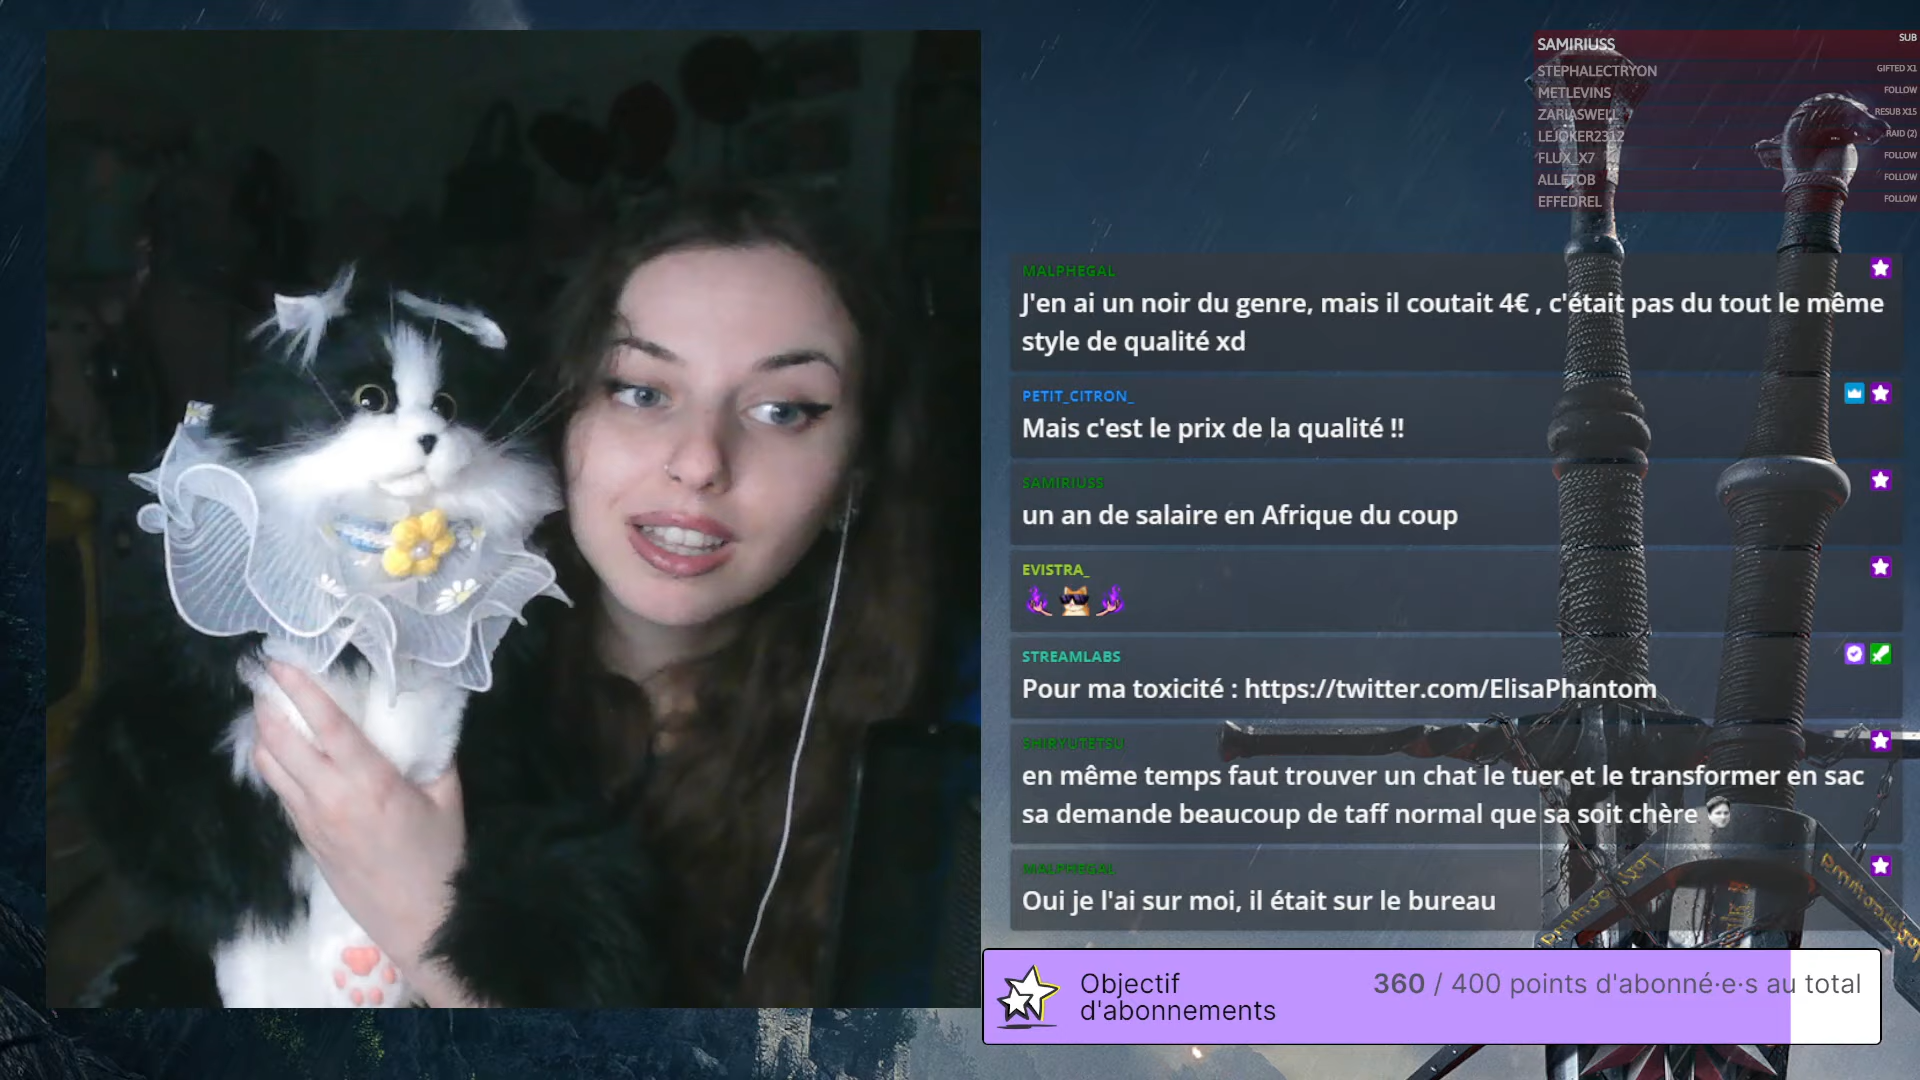 SAMIRIUSS SUB
STEPHALECTRYON GIFTED X1
METLEVINS FOLLOW
ZARIASWELL RESUB X15
LEJOKER2312 RAID (2)
FLUX_X7 FOLLOW
ALLETOB FOLLOW
EFFEDREL FOLLOW
MALPHEGAL
J'en ai un noir du genre, mais il coutait 4€ , c'était pas du tout le même
style de qualité xd
PETIT_CITRON_
Mais c'est le prix de la qualité !!
SAMIRIUSS
un an de salaire en Afrique du coup
EVISTRA_
STREAMLABS
Pour ma toxicité : https://twitter.com/ElisaPhantom
SHIRYUTETSU
en même temps faut trouver un chat le tuer et le transformer en sac
sa demande beaucoup de taff normal que sa soit chère
MALPHEGAL
Oui je l'ai sur moi, il était sur le bureau
Objectif
d'abonnements
360 / 400 points d'abonné·e·s au total